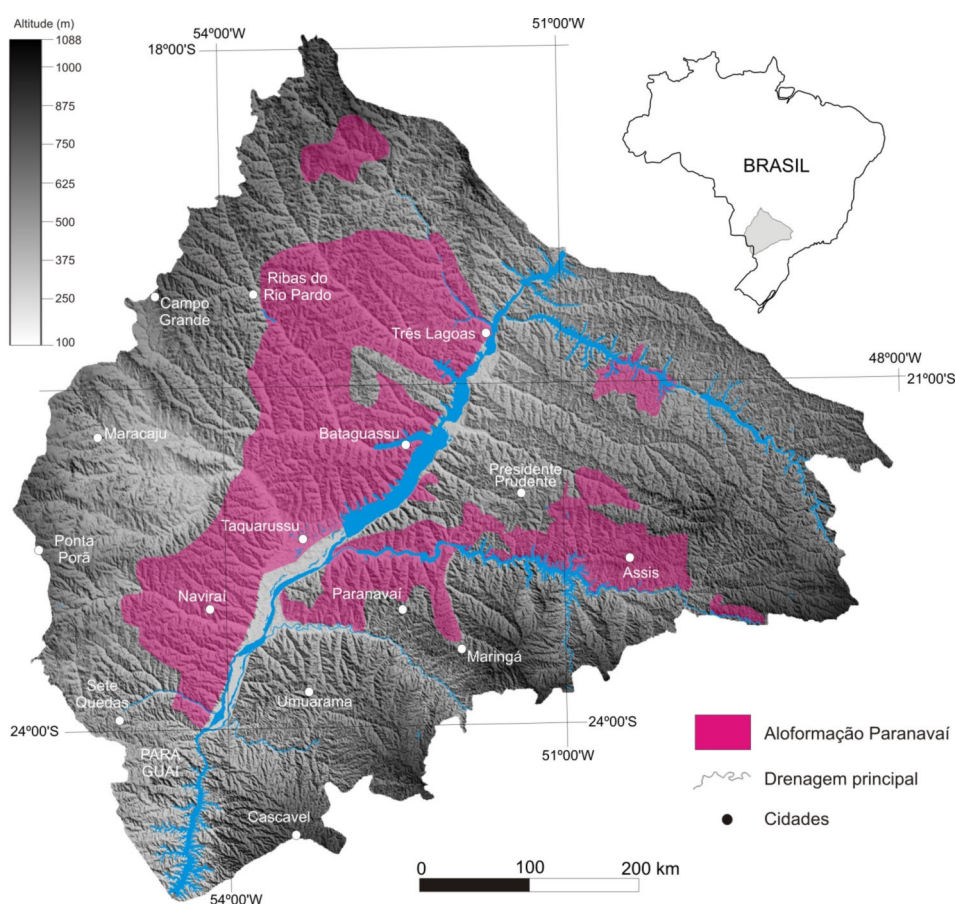 Altitude (m)
1088
1000
875
750
625
500
375
250
100
54º00'W
18º00'S
51º00'W
BRASIL
Ribas do
Rio Pardo
Campo
Grande
Três Lagoas
48º00'W
21º00'S
Maracaju
Bataguassu
Presidente
Prudente
Taquarussu
Ponta
Porã
Assis
Naviraí
Paranavaí
Maringá
Sete
Quedas
Umuarama
24º00'S
24º00'S
51º00'W
PARA
GUAI
Cascavel
54º00'W
Aloformação Paranavaí
Drenagem principal
Cidades
0
100
200 km